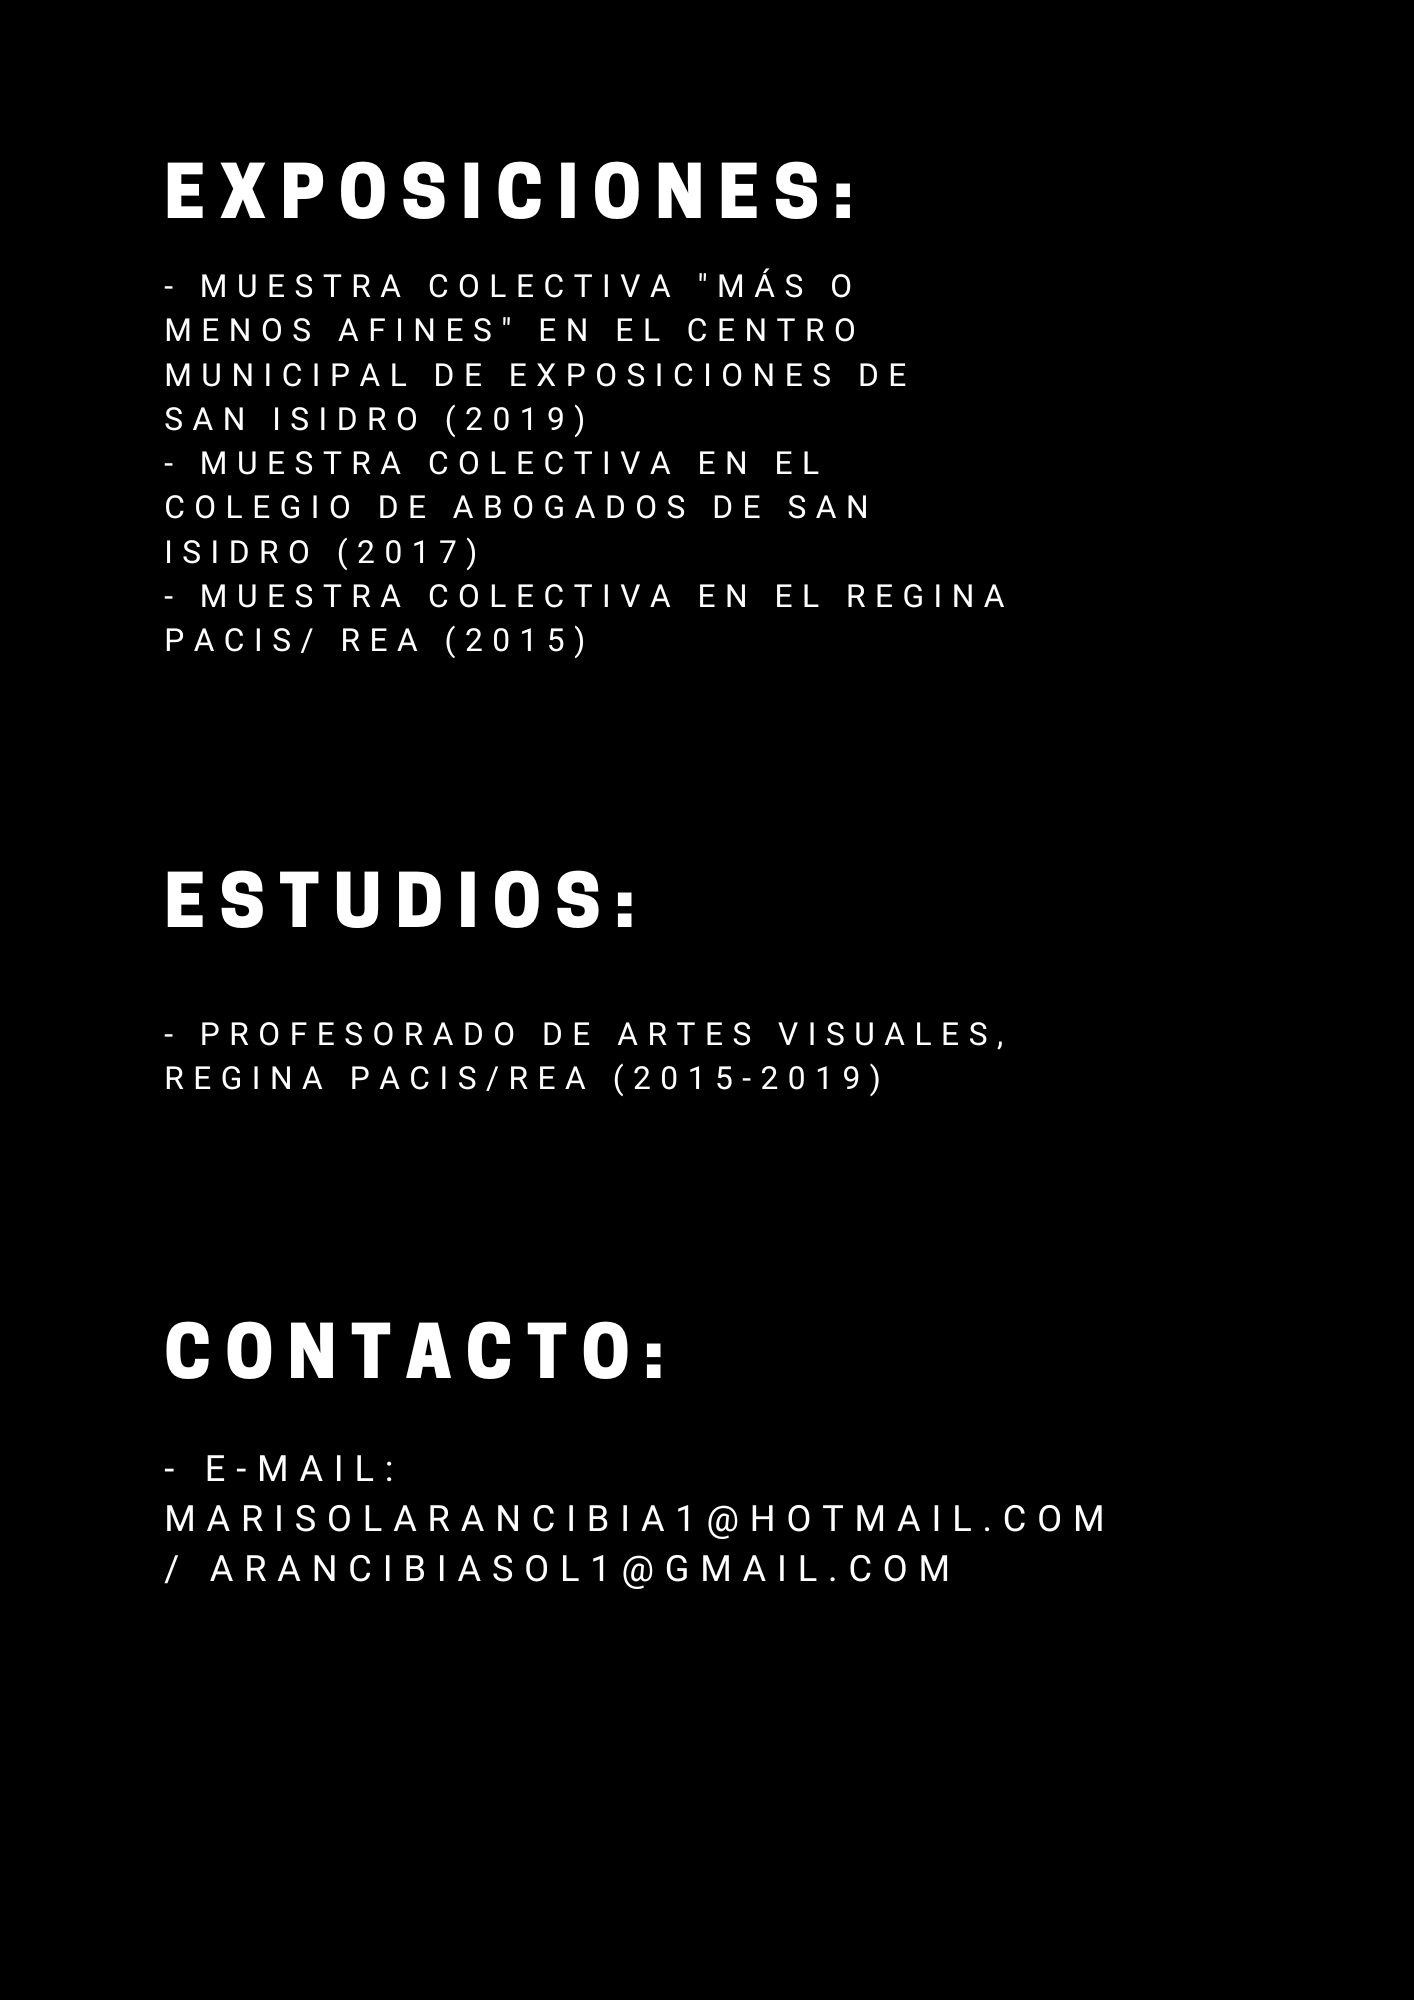 EXPOSICIONES:
- MUESTRA COLECTIVA "MÁS O
MENOS AFINES" EN EL CENTRO
MUNICIPAL DE EXPOSICIONES DE
SAN ISIDRO (2019)
- MUESTRA COLECTIVA EN EL
COLEGIO DE ABOGADOS DE SAN
ISIDRO (2017)
- MUESTRA COLECTIVA EN EL REGINA
PACIS/ REA (2015)
ESTUDIOS:
- PROFESORADO DE ARTES VISUALES,
REGINA PACIS/REA (2015-2019)
CONTACTO:
- E-MAIL:
MARISOLARANCIBIA1@HOTMAIL.COM
/ ARANCIBIASOL1@GMAIL.COM